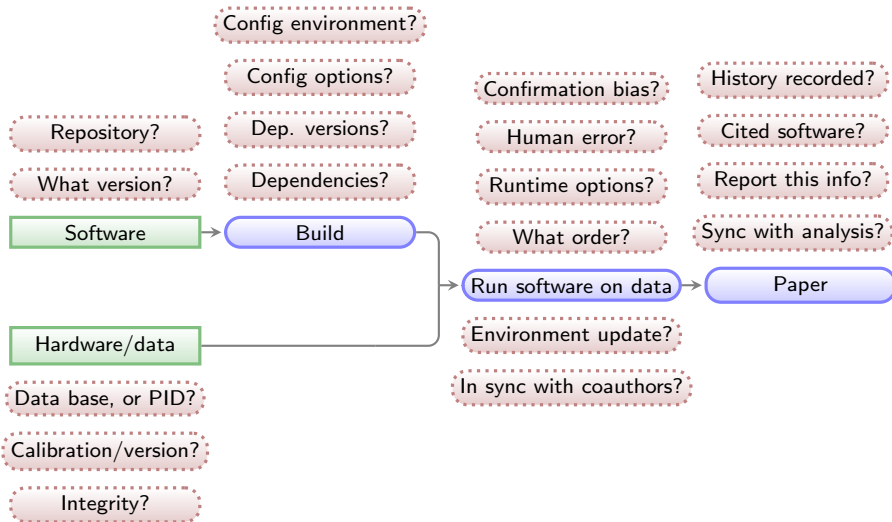 Config environment?
Config options?
Dep. versions?
Dependencies?
Repository?
What version?
Software
Build
Confirmation bias?
Human error?
Runtime options?
What order?
Run software on data
Environment update?
In sync with coauthors?
History recorded?
Cited software?
Report this info?
Sync with analysis?
Paper
Hardware/data
Data base, or PID?
Calibration/version?
Integrity?